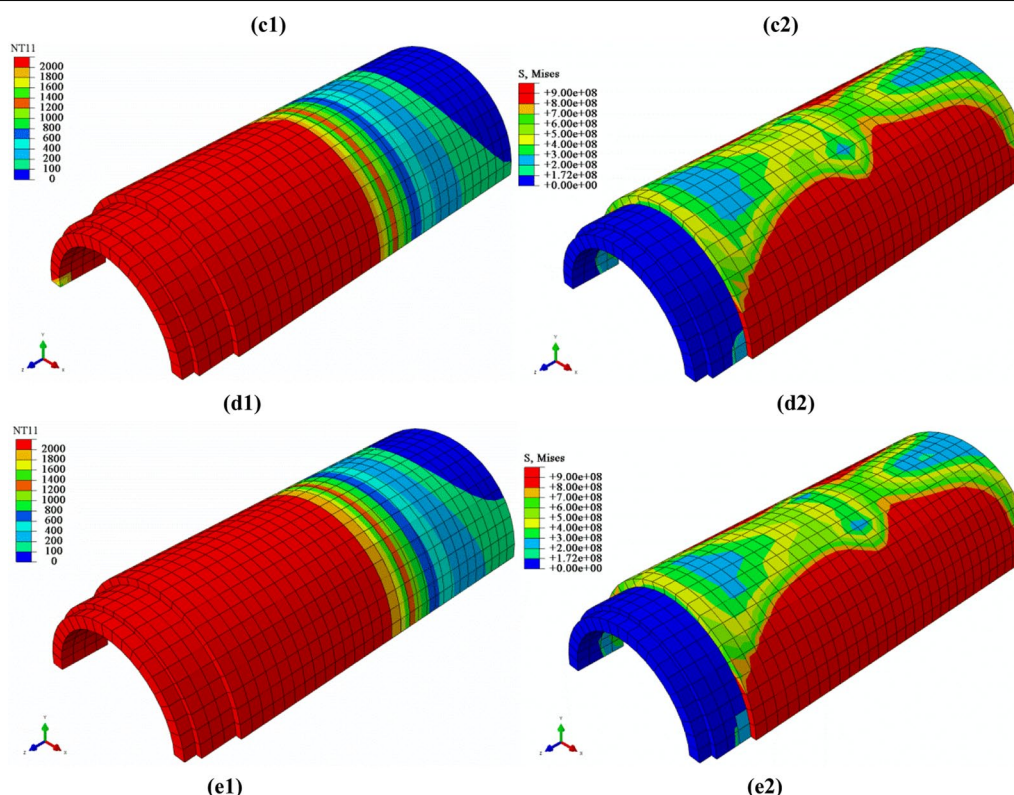 (c1)
(c2)
NT11
2000
1800
1600
1400
1200
1000
800
600
400
200
100
0
S, Mises
+9.00e+08
+8.00e+08
+7.00e+08
+6.00e+08
+5.00e+08
+4.00e+08
+3.00e+08
+2.00e+08
+1.72e+08
+0.00e+00
Y
Z
X
Y
Z
X
(d1)
(d2)
NT11
2000
1800
1600
1400
1200
1000
800
600
400
200
100
0
S, Mises
+9.00e+08
+8.00e+08
+7.00e+08
+6.00e+08
+5.00e+08
+4.00e+08
+3.00e+08
+2.00e+08
+1.72e+08
+0.00e+00
Y
Z
X
Y
Z
X
(e1)
(e2)